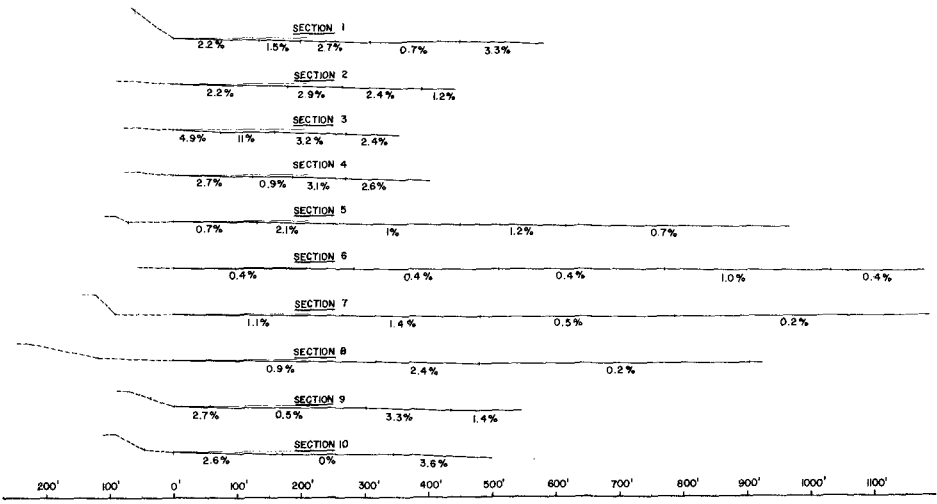 SECTION 1
2.2% 1.5% 2.7% 0.7% 3.3%
SECTION 2
2.2% 2.9% 2.4% 1.2%
SECTION 3
4.9% 11% 3.2% 2.4%
SECTION 4
2.7% 0.9% 3.1% 2.6%
SECTION 5
0.7% 2.1% 1% 1.2% 0.7%
SECTION 6
0.4% 0.4% 0.4% 1.0% 0.4%
SECTION 7
1.1% 1.4% 0.5% 0.2%
SECTION 8
0.9% 2.4% 0.2%
SECTION 9
2.7% 0.5% 3.3% 1.4%
SECTION 10
2.6% 0% 3.6%
200' 100' 0' 100' 200' 300' 400' 500' 600' 700' 800' 900' 1000' 1100'